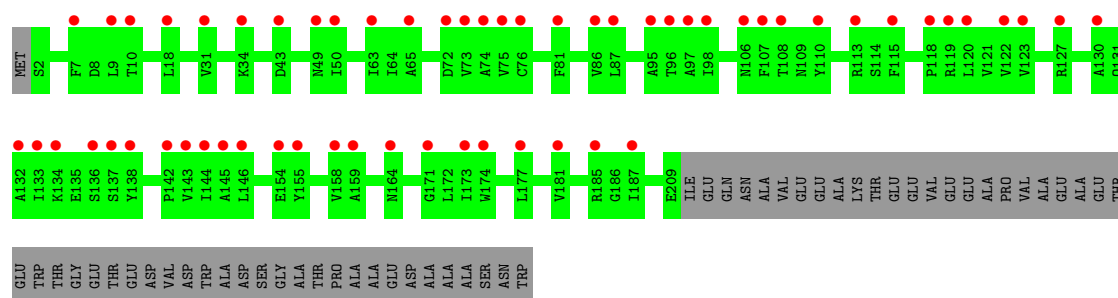 MET S2 F7 D8 L9 T10 L18 V31 K34 D43 N49 I50 I63 I64 A65 D72 V73 A74 V75 C76 F81 V86 L87 A95 T96 A97 I98 N106 F107 T108 N109 Y110 R113 S114 F115 P118 R119 L120 V121 V122 V123 R127 A130 Q131
A132 I133 K134 E135 S136 S137 Y138 P142 V143 I144 A145 L146 E154 Y155 V158 A159 N164 G171 L172 I173 W174 L177 V181 R185 G186 I187 E209 ILE GLU GLN ASN ALA VAL GLU GLU ALA LYS THR GLU GLU VAL GLU GLU ALA PRO VAL ALA GLU ALA GLU THR
GLU TRP THR GLY GLU THR GLU ASP VAL ASP TRP ALA ASP SER GLY ALA THR PRO ALA ALA GLU ASP ALA ALA ALA SER ASN TRP